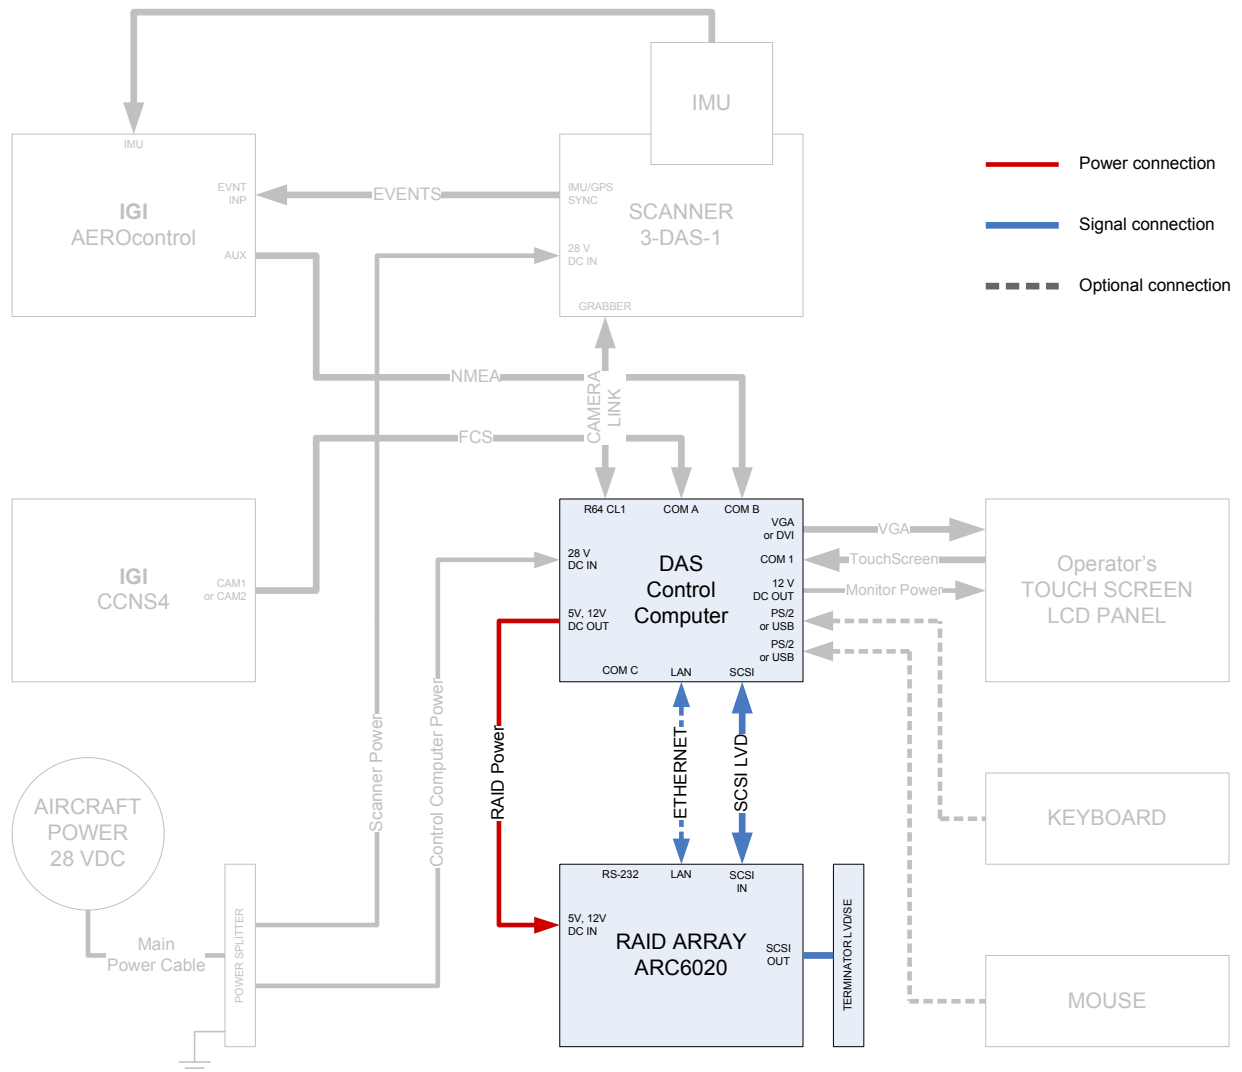 IMU
IMU
EVNT
INP
IGI
AEROcontrol
AUX
EVENTS
IMU/GPS
SYNC
SCANNER
3-DAS-1
28 V
DC IN
GRABBER
Power connection
Signal connection
Optional connection
NMEA
CAMERA
LINK
FCS
IGI
CCNS4
CAM1
or CAM2
R64 CL1
COM A
COM B
VGA
or DVI
28 V
DC IN
DAS
Control
Computer
COM 1
12 V
DC OUT
5V, 12V
DC OUT
PS/2
or USB
PS/2
or USB
COM C
LAN
SCSI
VGA
TouchScreen
Monitor Power
Operator's
TOUCH SCREEN
LCD PANEL
Scanner Power
Control Computer Power
RAID Power
ETHERNET
SCSI LVD
AIRCRAFT
POWER
28 VDC
Main
Power Cable
POWER SPLITTER
RS-232
LAN
SCSI
IN
5V, 12V
DC IN
RAID ARRAY
ARC6020
SCSI
OUT
TERMINATOR LVD/SE
KEYBOARD
MOUSE